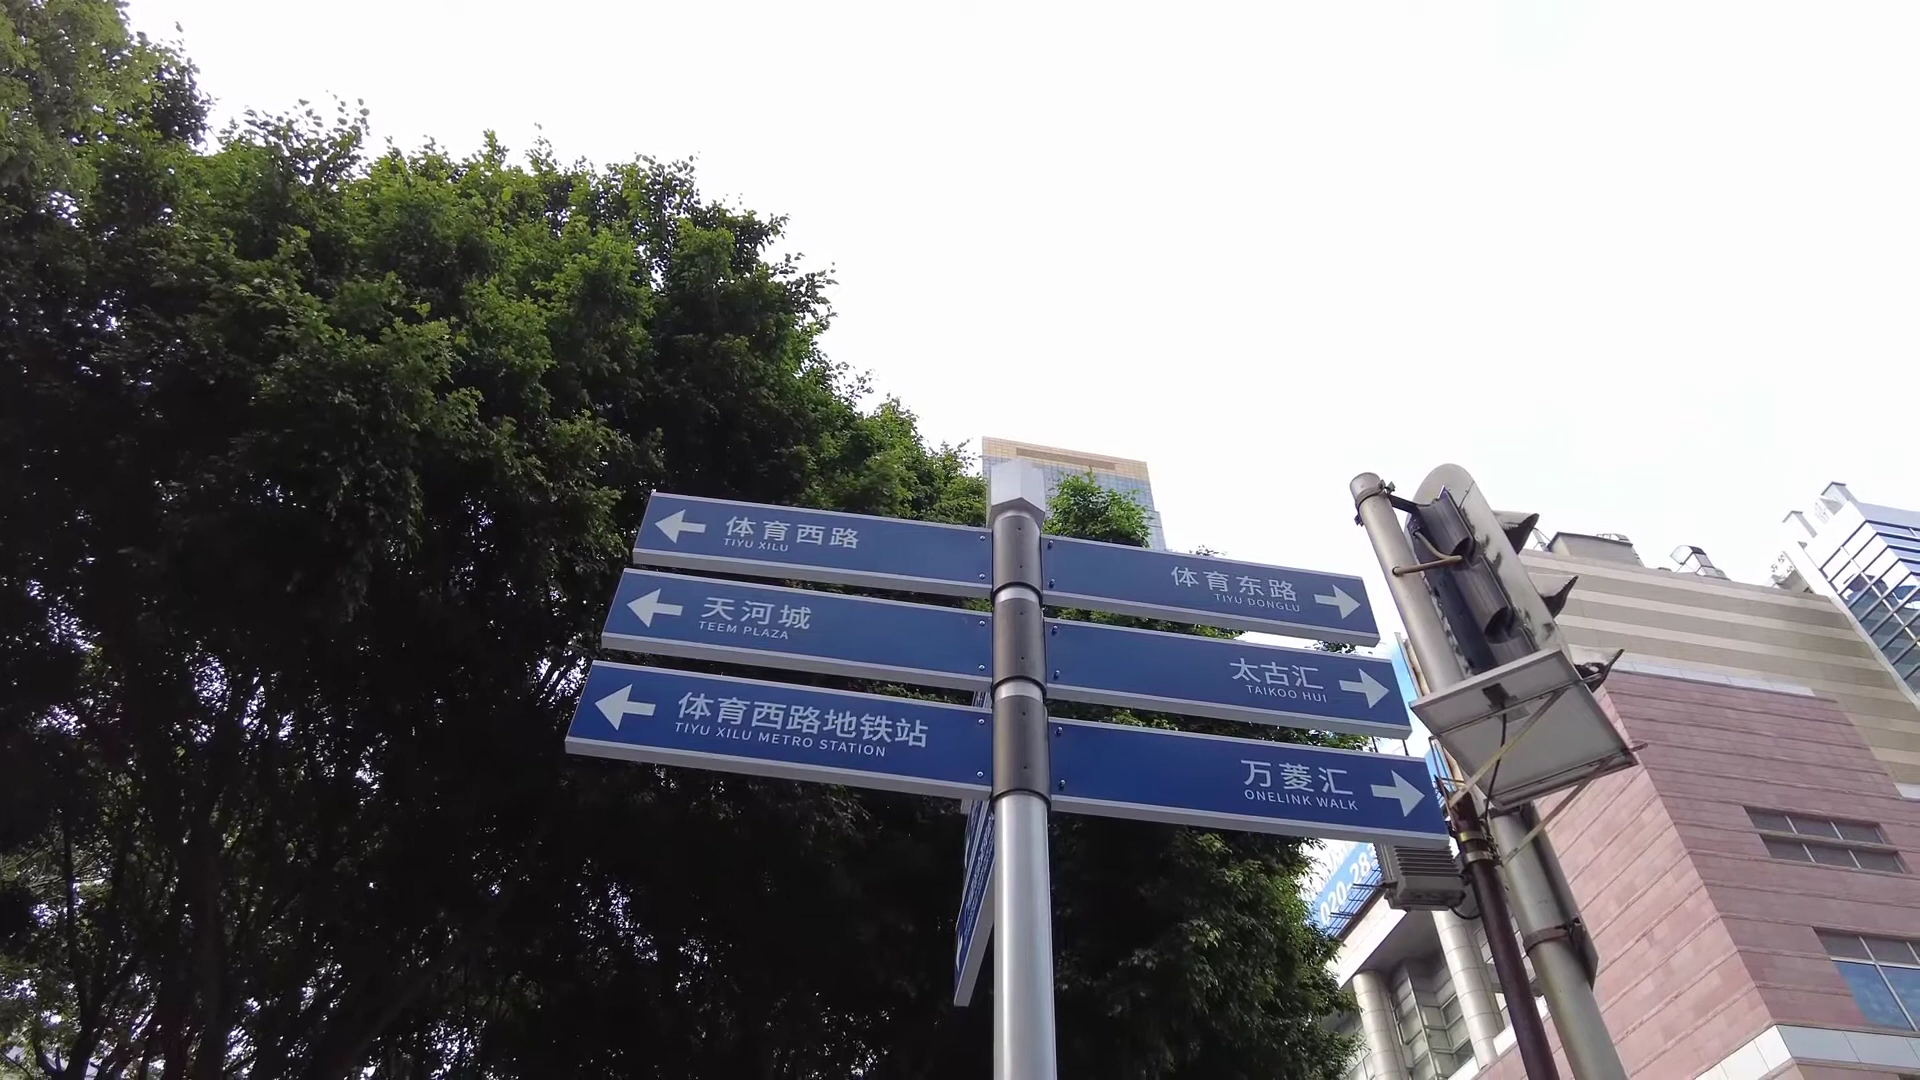 体育西路
TIYU XILU
天河城
TEEM PLAZA
体育西路地铁站
TIYU XILU METRO STATION
体育东路
TIYU DONGLU
太古汇
TAIKOO HUI
万菱汇
ONELINK WALK
020-28